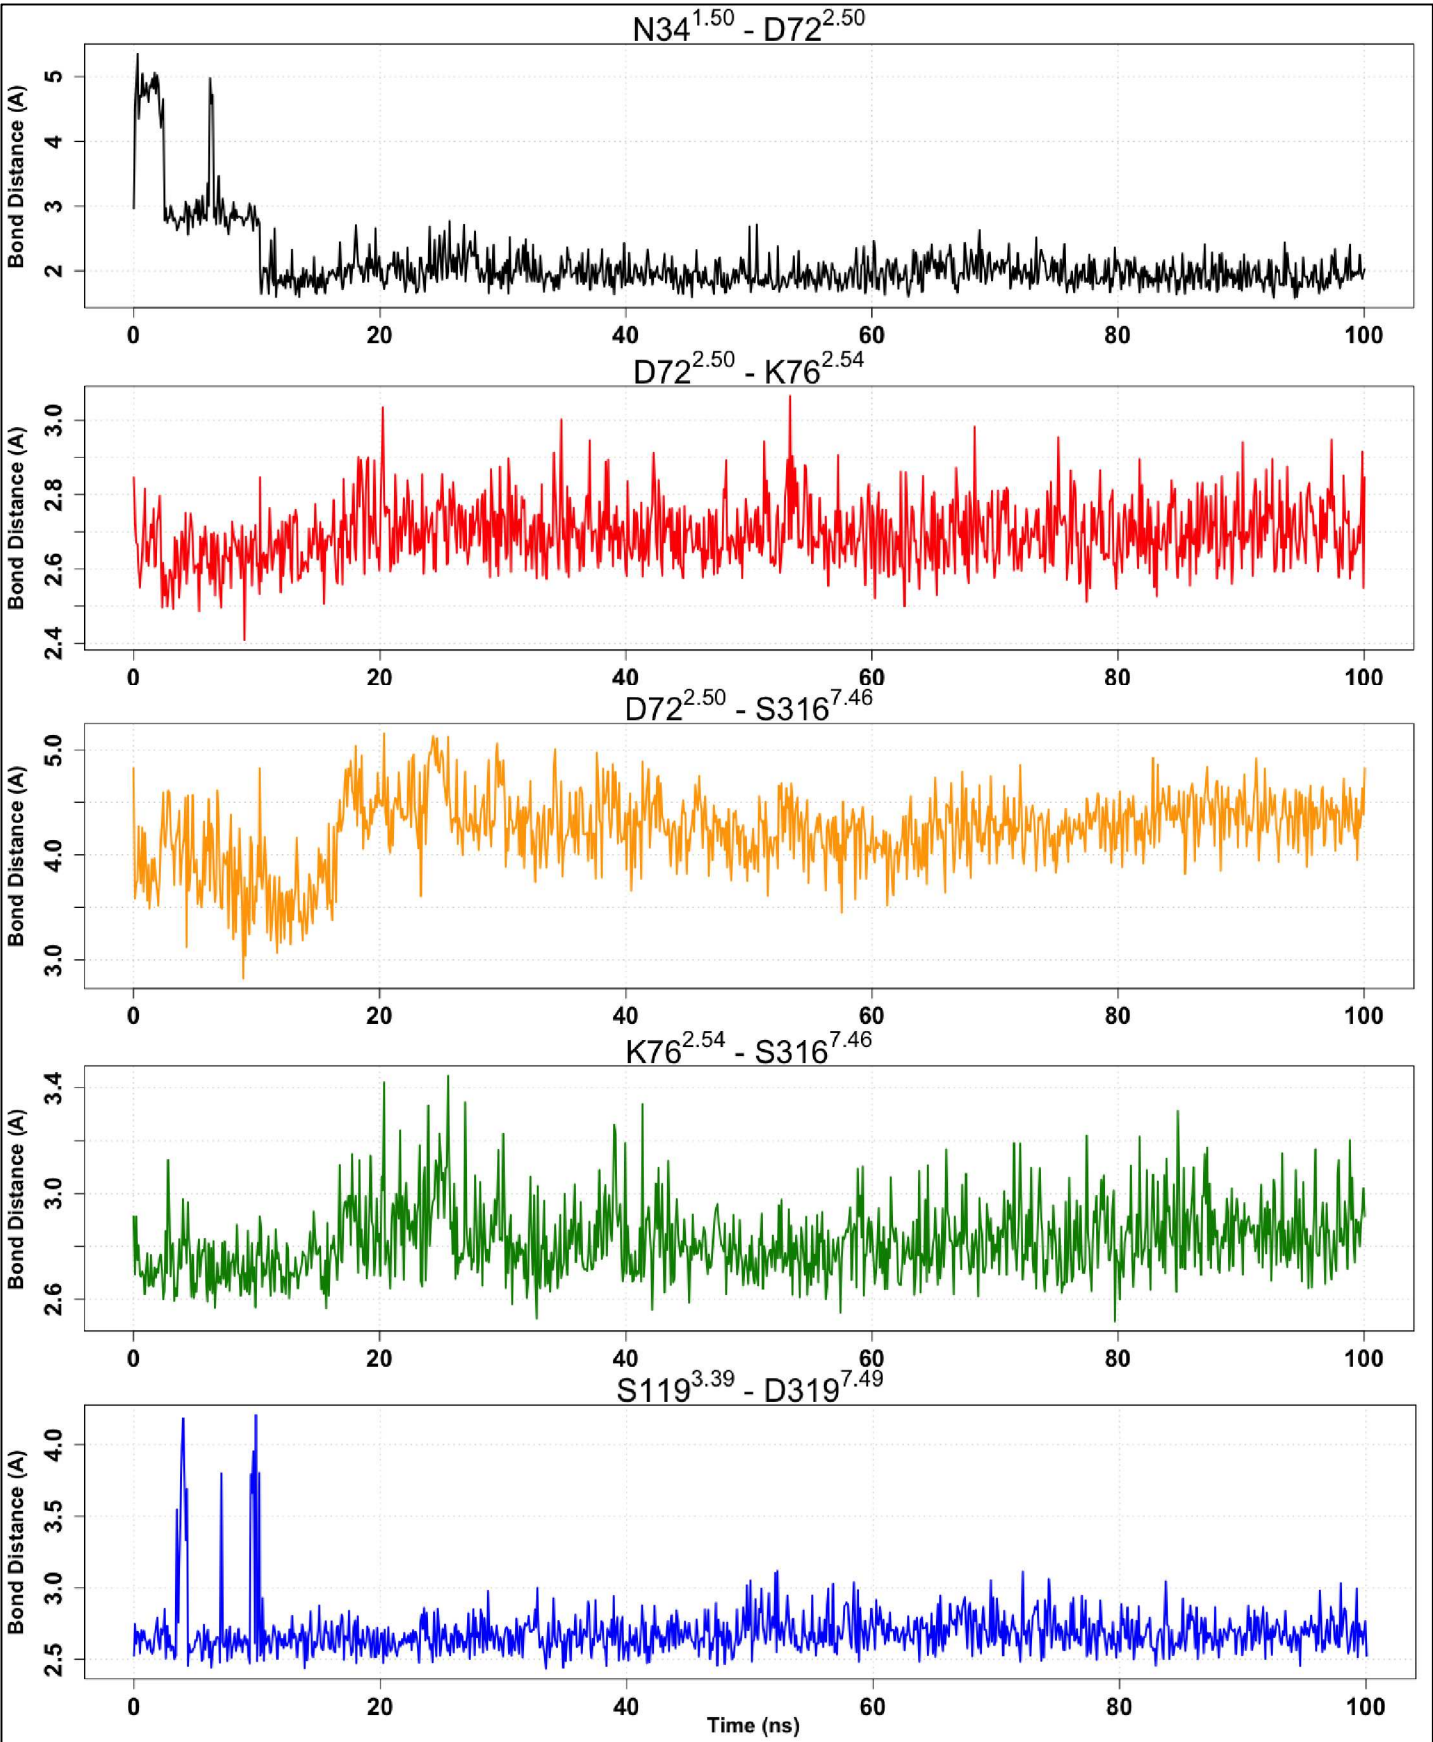 N34^1.50 - D72^2.50
Bond Distance (A)
5
4
3
2
0 20 40 60 80 100
D72^2.50 - K76^2.54
Bond Distance (A)
3.0
2.8
2.6
2.4
0 20 40 60 80 100
D72^2.50 - S316^7.46
Bond Distance (A)
5.0
4.0
3.0
0 20 40 60 80 100
K76^2.54 - S316^7.46
Bond Distance (A)
3.4
3.0
2.6
0 20 40 60 80 100
S119^3.39 - D319^7.49
Bond Distance (A)
4.0
3.5
3.0
2.5
0 20 40 60 80 100
Time (ns)